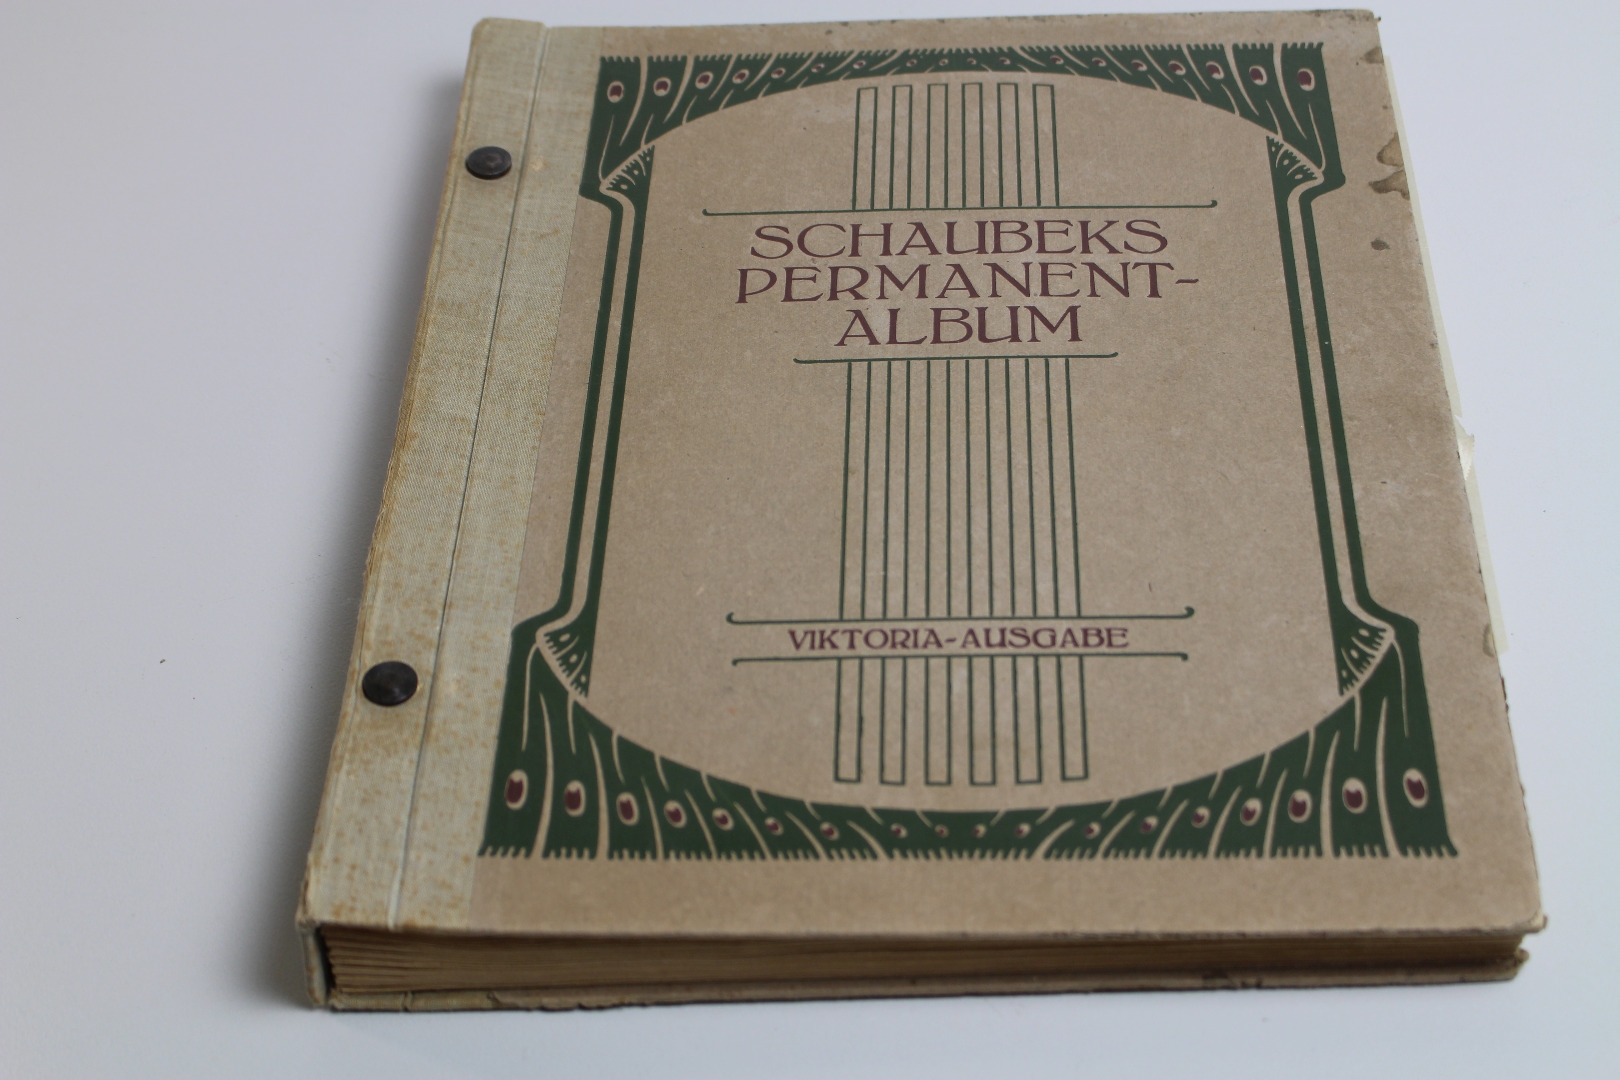 SCHAUBEKS
PERMANENT-
ALBUM
VIKTORIA-AUSGABE